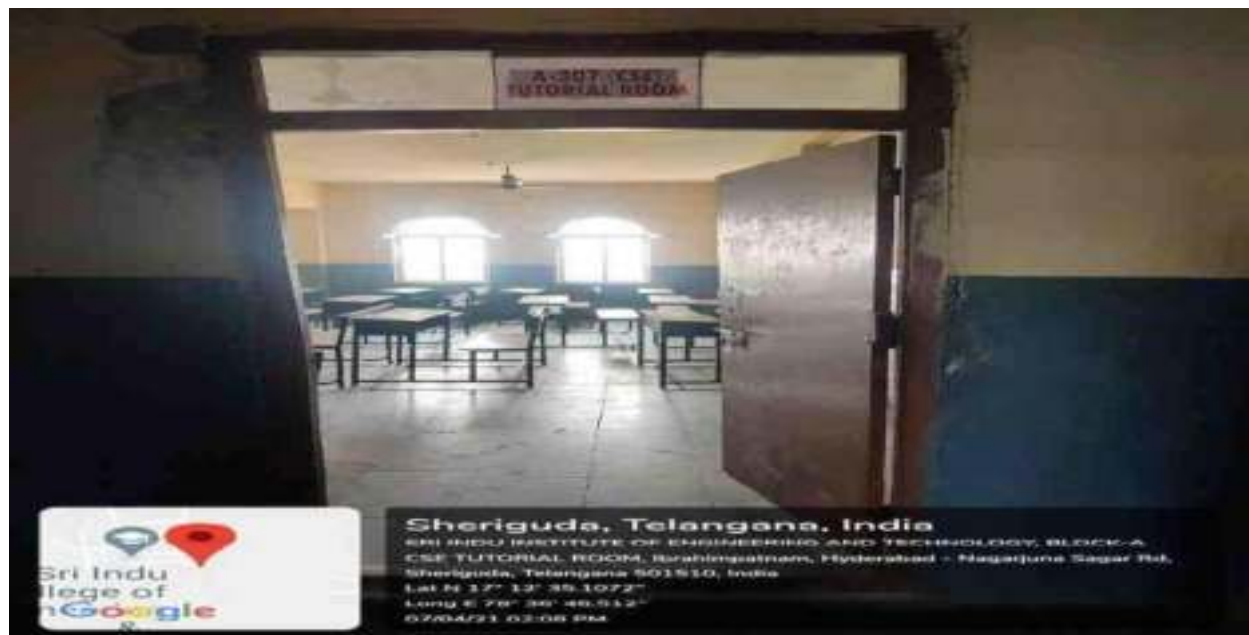 A-307 (CSE)
TUTORIAL ROOM
Sri Indu
llege of
Google
&
Sheriguda, Telangana, India
SRI INDU INSTITUTE OF ENGINEERING AND TECHNOLOGY, BLOCK-A
CSE TUTORIAL ROOM, Ibrahimpatnam, Hyderabad - Nagarjuna Sagar Rd,
Sheriguda, Telangana 501510, India
Lat N 17° 12' 35.1072"
Long E 78° 36' 46.512"
07/04/21 02:08 PM